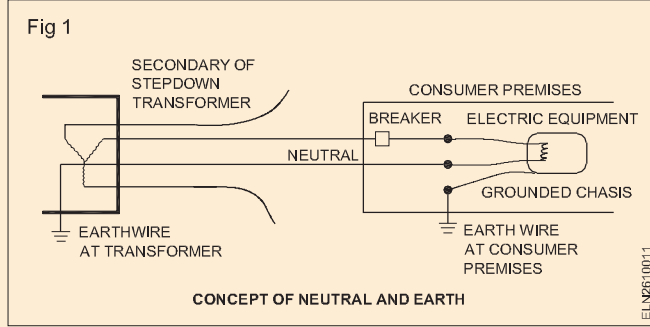 Fig 1
SECONDARY OF
STEPDOWN
TRANSFORMER
CONSUMER PREMISES
BREAKER
ELECTRIC EQUIPMENT
NEUTRAL
GROUNDED CHASIS
EARTHWIRE
AT TRANSFORMER
EARTH WIRE
AT CONSUMER
PREMISES
CONCEPT OF NEUTRAL AND EARTH
ELN2610011